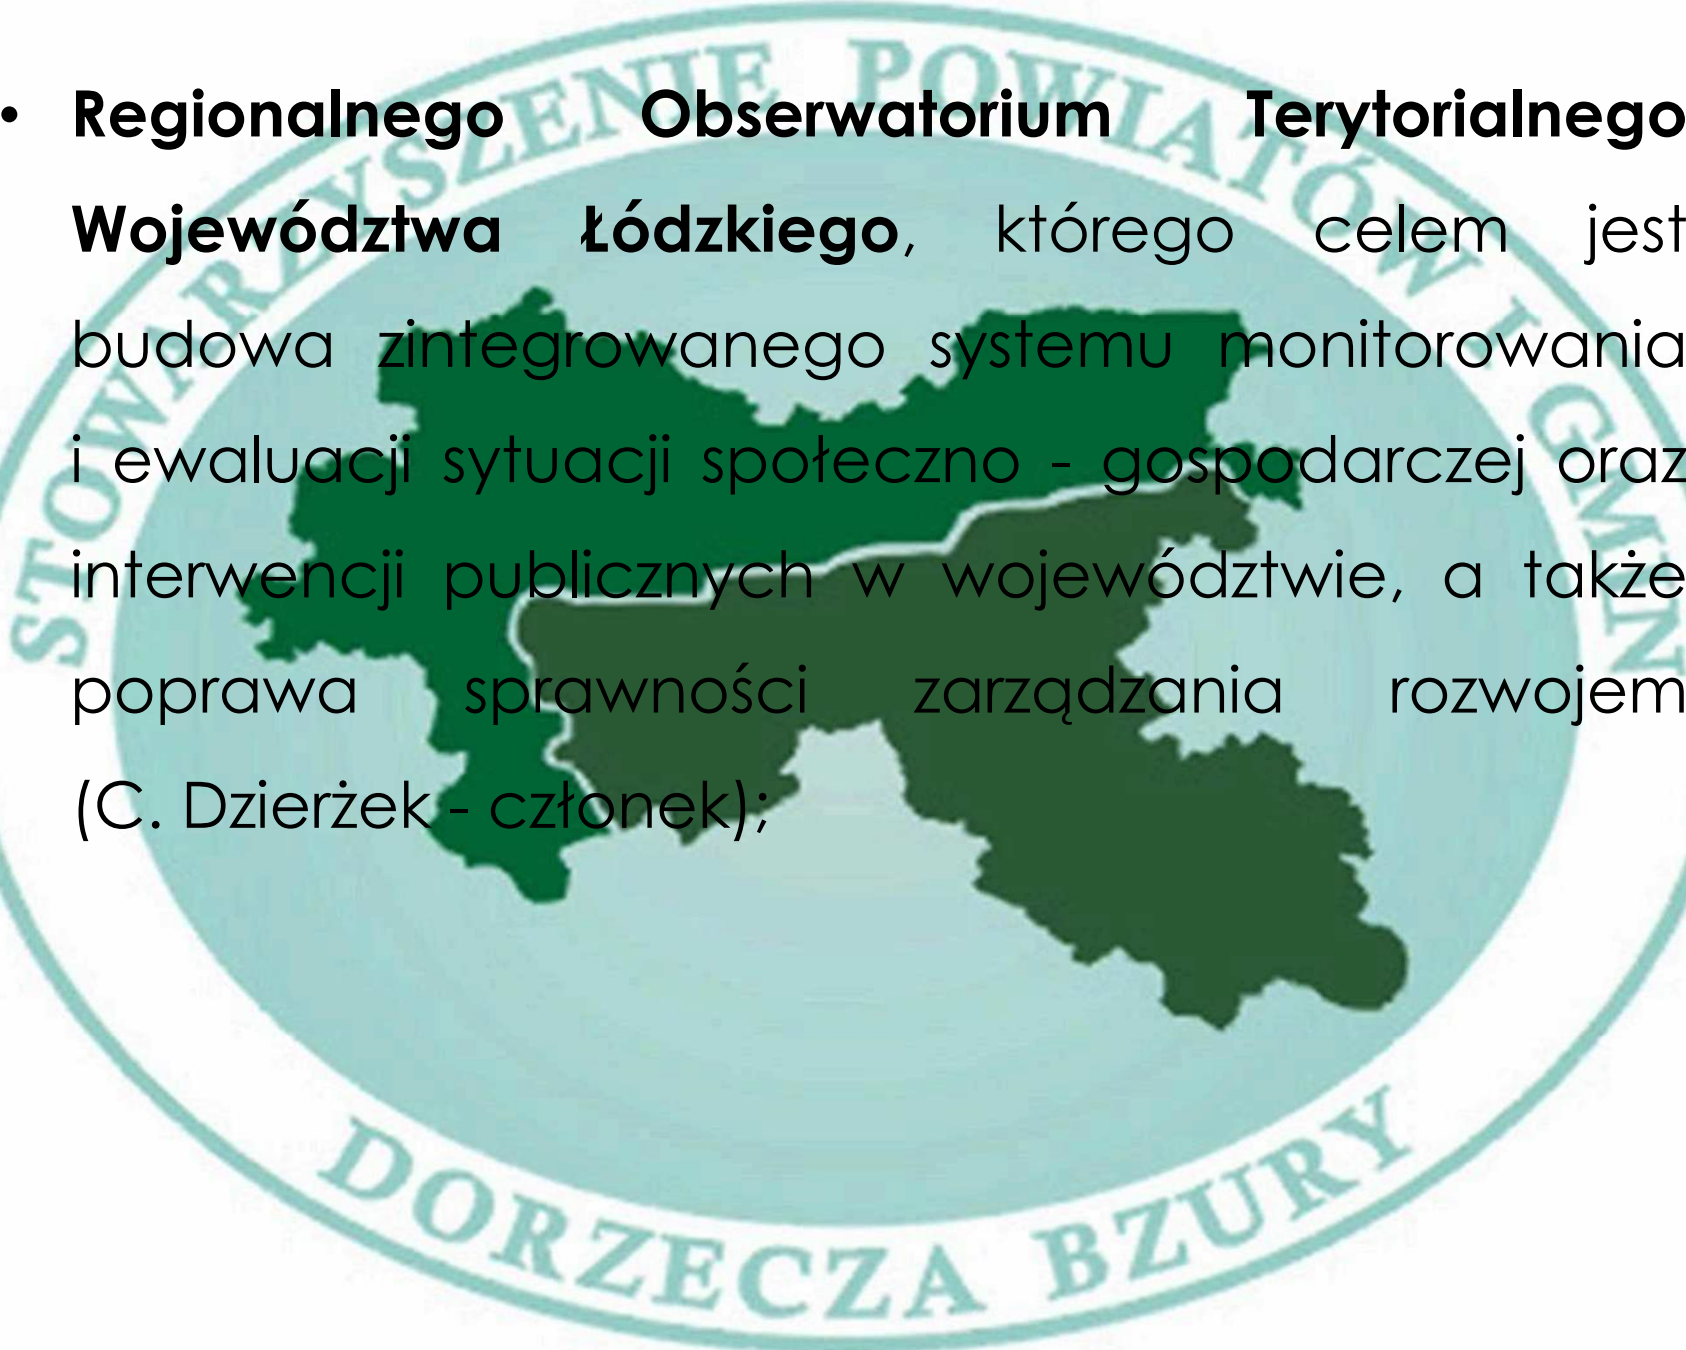 STOWARZYSZENIE POWIATÓW I GMIN
• Regionalnego Obserwatorium Terytorialnego
Województwa Łódzkiego, którego celem jest
budowa zintegrowanego systemu monitorowania
i ewaluacji sytuacji społeczno - gospodarczej oraz
interwencji publicznych w województwie, a także
poprawa sprawności zarządzania rozwojem
(C. Dzierżek - członek);
DORZECZA BZURY